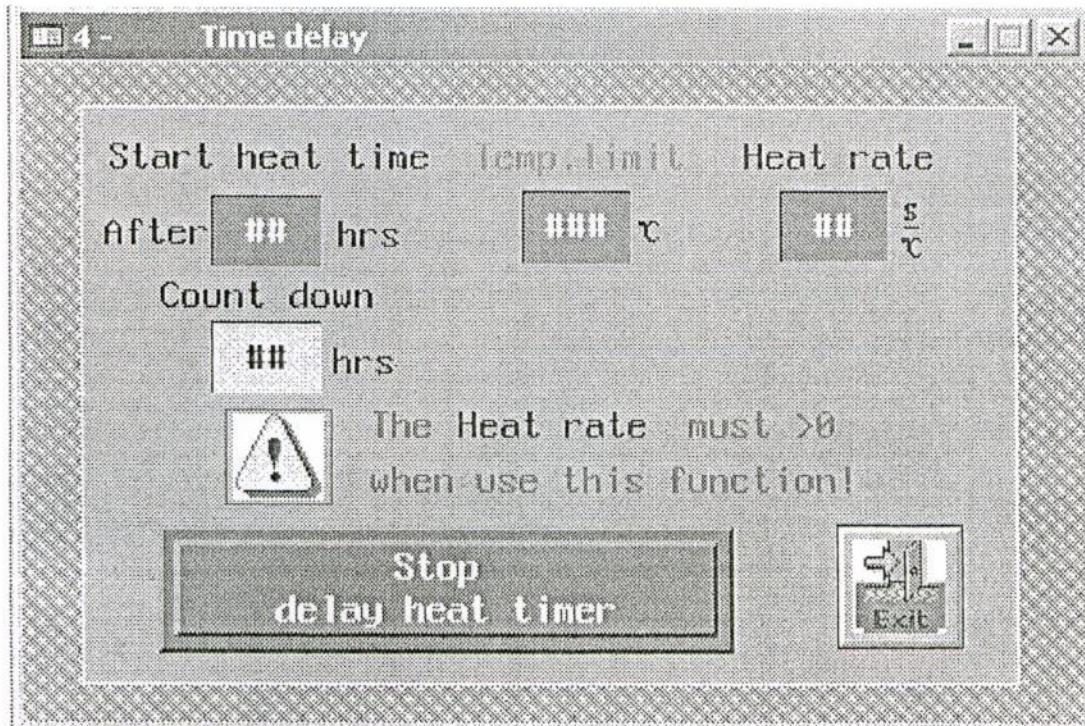 4 - Time delay
Start heat time Temp.limit Heat rate
After ## hrs ### ℃ ## s/℃
Count down
## hrs
!
The Heat rate must >0
when use this function!
Stop
delay heat timer
Exit